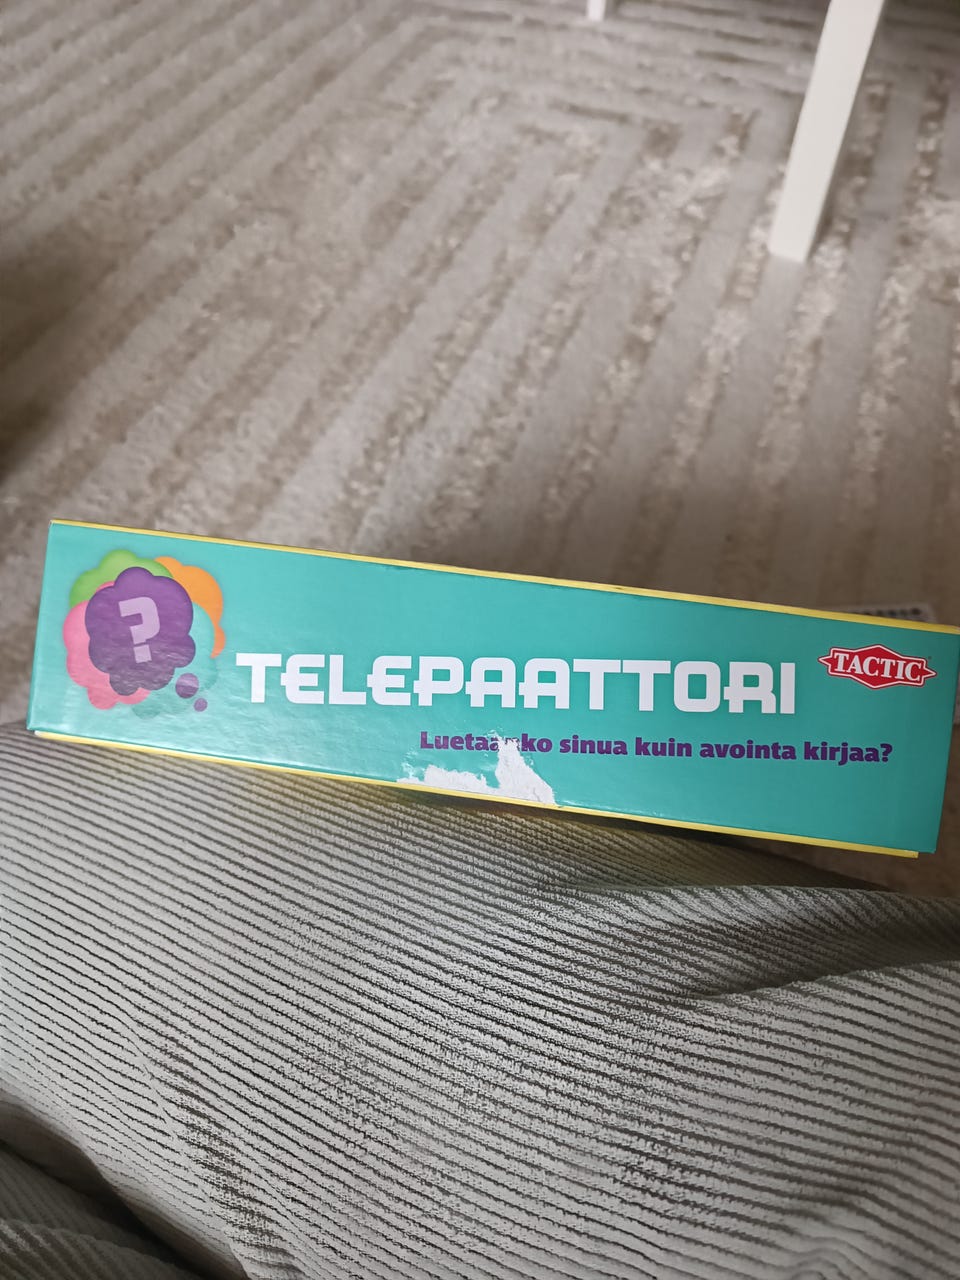 ?
TELEPAATTORI
TACTIC
sinua kuin avointa kirjaa?